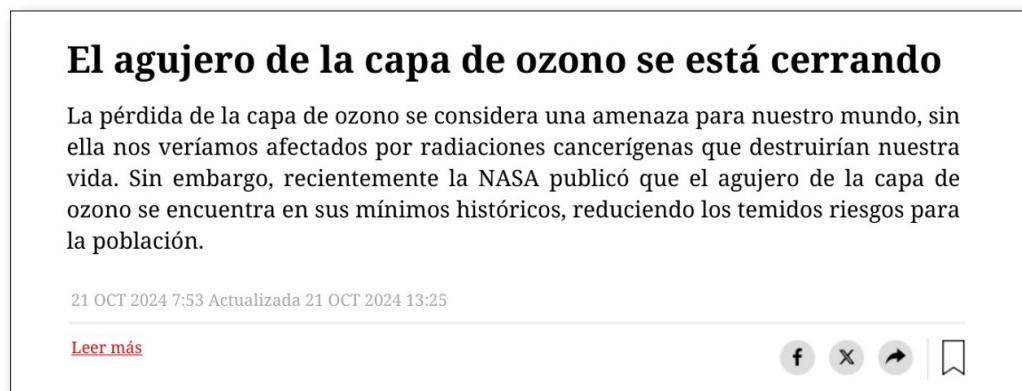 El agujero de la capa de ozono se está cerrando
La pérdida de la capa de ozono se considera una amenaza para nuestro mundo, sin
ella nos veríamos afectados por radiaciones cancerígenas que destruirían nuestra
vida. Sin embargo, recientemente la NASA publicó que el agujero de la capa de
ozono se encuentra en sus mínimos históricos, reduciendo los temidos riesgos para
la población.
21 OCT 2024 7:53 Actualizada 21 OCT 2024 13:25
Leer más